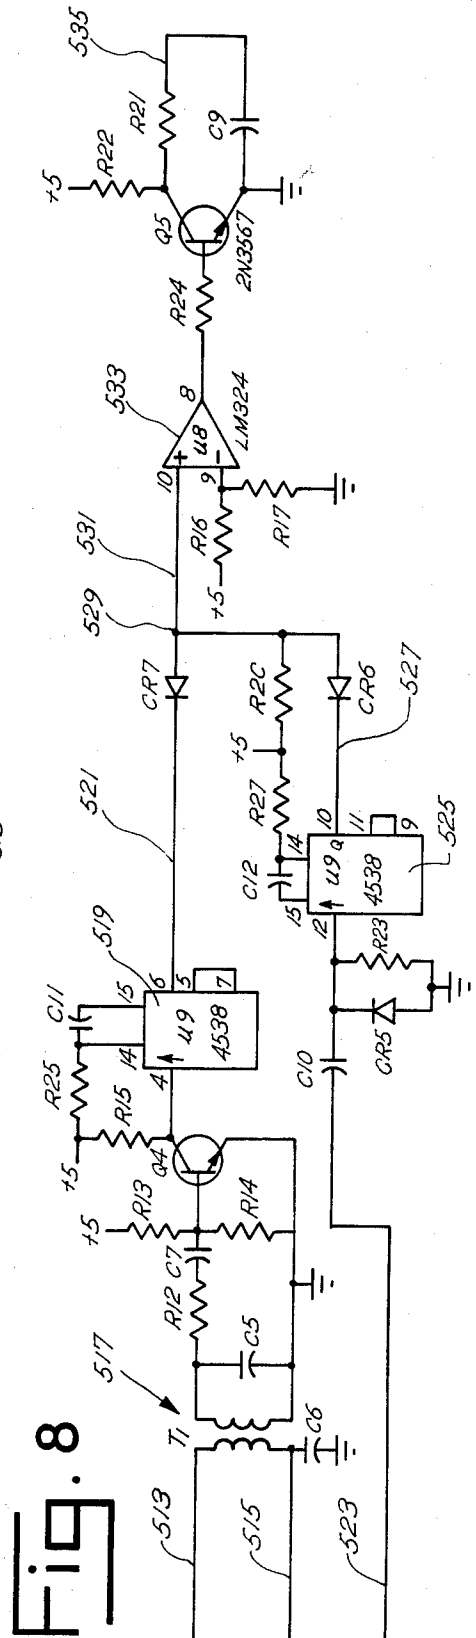 Fig. 8
513
515
523
517
T1
C6
C5
R12
C7
+5
R13
R14
Q4
+5
R15
R25
C11
14
15
4
6
5
7
u9
4538
519
521
CR7
529
531
C10
CR5
R23
12
15
14
C12
R27
+5
R2C
u9
Q
4538
10
11
9
525
CR6
527
+5
R16
R17
10
9
+
-
u8
8
533
LM324
R24
Q5
2N3567
+5
R22
R21
C9
535